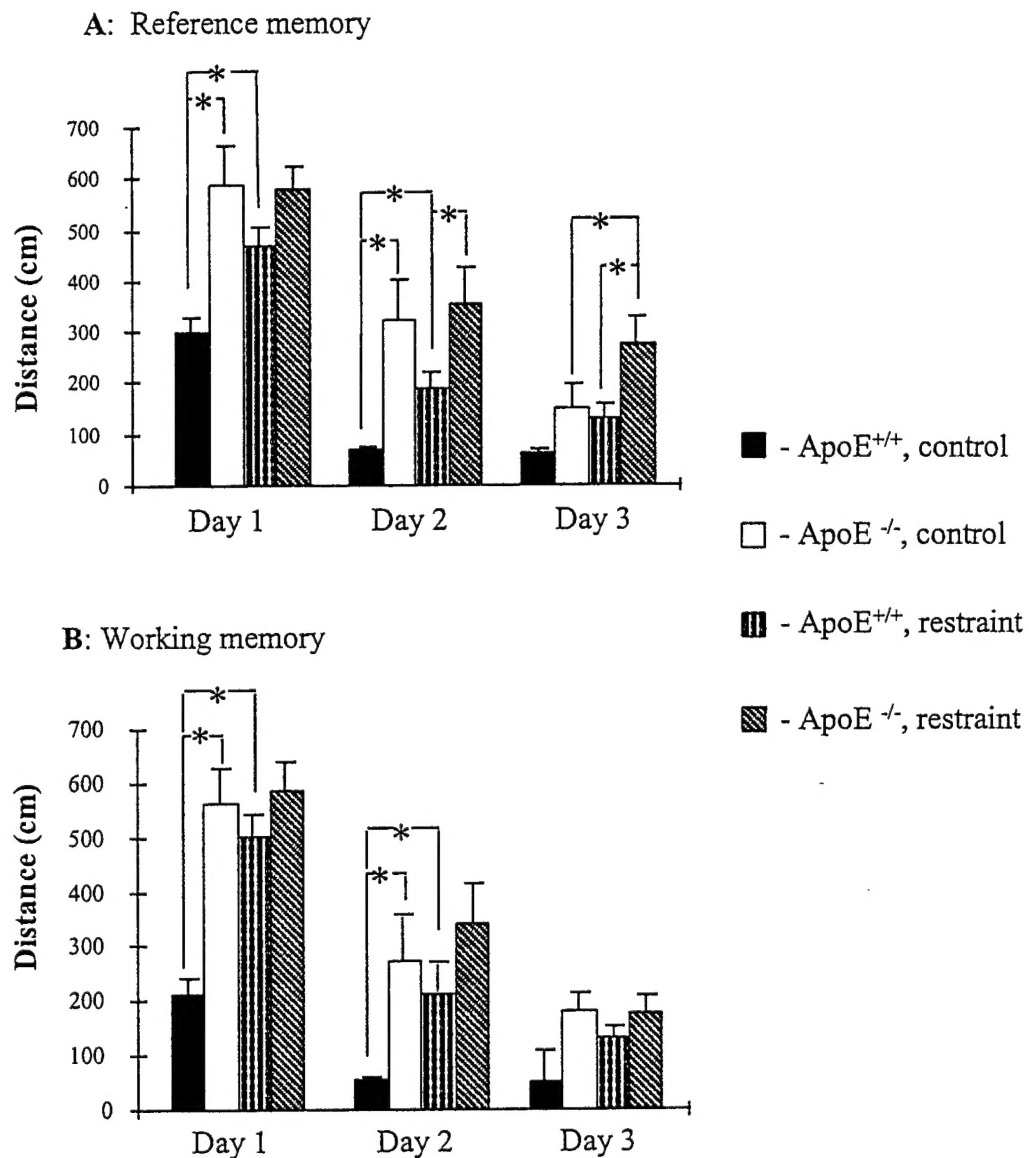 A: Reference memory
*
*
700
600
500
400
300
200
100
0
Distance (cm)
*
*
*
*
*
Day 1
Day 2
Day 3
- ApoE+/+, control
- ApoE -/-, control
- ApoE+/+, restraint
- ApoE -/-, restraint
B: Working memory
*
*
700
600
500
400
300
200
100
0
Distance (cm)
*
*
Day 1
Day 2
Day 3